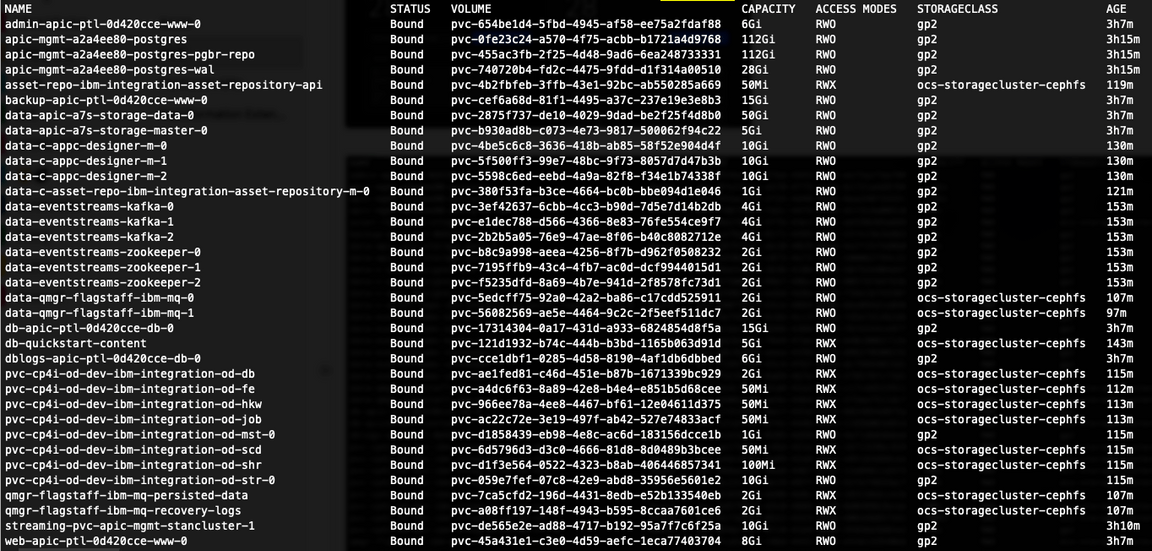 NAME STATUS VOLUME CAPACITY ACCESS MODES STORAGECLASS AGE
admin-apic-ptl-0d420cce-www-0 Bound pvc-654be1d4-5fbd-4945-af58-ee75a2fdaf88 6Gi RWO gp2 3h7m
apic-mgmt-a2a4ee80-postgres Bound pvc-0fe23c24-a570-4f75-acbb-b1721a4d9768 112Gi RWO gp2 3h15m
apic-mgmt-a2a4ee80-postgres-pgbr-repo Bound pvc-455ac3fb-2f25-4d48-9ad6-6ea248733331 112Gi RWO gp2 3h15m
apic-mgmt-a2a4ee80-postgres-wal Bound pvc-740720b4-fd2c-4475-9fdd-d1f314a00510 28Gi RWO gp2 3h15m
asset-repo-ibm-integration-asset-repository-api Bound pvc-4b2fbfeb-3ffb-43e1-92bc-ab550285a669 50Mi RWX ocs-storagecluster-cephfs 119m
backup-apic-ptl-0d420cce-www-0 Bound pvc-cef6a68d-81f1-4495-a37c-237e19e3e8b3 15Gi RWO gp2 3h7m
data-apic-a7s-storage-data-0 Bound pvc-2875f737-de10-4029-9dad-be2f25f4d8b0 50Gi RWO gp2 3h7m
data-apic-a7s-storage-master-0 Bound pvc-b930ad8b-c073-4e73-9817-500062f94c22 5Gi RWO gp2 3h7m
data-c-appc-designer-m-0 Bound pvc-4be5c6c8-3636-418b-ab85-58f52e904d4f 10Gi RWO gp2 130m
data-c-appc-designer-m-1 Bound pvc-5f500ff3-99e7-48bc-9f73-8057d7d47b3b 10Gi RWO gp2 130m
data-c-appc-designer-m-2 Bound pvc-5598c6ed-eebd-4a9a-82f8-f34e1b74338f 10Gi RWO gp2 130m
data-c-asset-repo-ibm-integration-asset-repository-m-0 Bound pvc-380f53fa-b3ce-4664-bc0b-bbe094d1e046 1Gi RWO gp2 121m
data-eventstreams-kafka-0 Bound pvc-3ef42637-6cbb-4cc3-b90d-7d5e7d14b2db 4Gi RWO gp2 153m
data-eventstreams-kafka-1 Bound pvc-e1dec788-d566-4366-8e83-76fe554ce9f7 4Gi RWO gp2 153m
data-eventstreams-kafka-2 Bound pvc-2b2b5a05-76e9-47ae-8f06-b40c8082712e 4Gi RWO gp2 153m
data-eventstreams-zookeeper-0 Bound pvc-b8c9a998-aeea-4256-8f7b-d962f0508232 2Gi RWO gp2 153m
data-eventstreams-zookeeper-1 Bound pvc-7195ffb9-43c4-4fb7-ac0d-dcf9944015d1 2Gi RWO gp2 153m
data-eventstreams-zookeeper-2 Bound pvc-f5235dfd-8a69-4b7e-941d-2f8578fc73d1 2Gi RWO gp2 153m
data-qmgr-flagstaff-ibm-mq-0 Bound pvc-5edcff75-92a0-42a2-ba86-c17cdd525911 2Gi RWO ocs-storagecluster-cephfs 107m
data-qmgr-flagstaff-ibm-mq-1 Bound pvc-56082569-ae5e-4464-9c2c-2f5eef511dc7 2Gi RWO ocs-storagecluster-cephfs 97m
db-apic-ptl-0d420cce-db-0 Bound pvc-17314304-0a17-431d-a933-6824854d8f5a 15Gi RWO gp2 3h7m
db-quickstart-content Bound pvc-121d1932-b74c-444b-b3bd-1165b063d91d 5Gi RWX ocs-storagecluster-cephfs 143m
dblogs-apic-ptl-0d420cce-db-0 Bound pvc-cce1dbf1-0285-4d58-8190-4af1db6dbbed 6Gi RWO gp2 3h7m
pvc-cp4i-od-dev-ibm-integration-od-db Bound pvc-ae1fed81-c46d-451e-b87b-1671339bc929 2Gi RWX ocs-storagecluster-cephfs 115m
pvc-cp4i-od-dev-ibm-integration-od-fe Bound pvc-a4dc6f63-8a89-42e8-b4e4-e851b5d68cee 50Mi RWX ocs-storagecluster-cephfs 112m
pvc-cp4i-od-dev-ibm-integration-od-hkw Bound pvc-966ee78a-4ee8-4467-bf61-12e04611d375 50Mi RWX ocs-storagecluster-cephfs 113m
pvc-cp4i-od-dev-ibm-integration-od-job Bound pvc-ac22c72e-3e19-497f-ab42-527e74833acf 50Mi RWX ocs-storagecluster-cephfs 113m
pvc-cp4i-od-dev-ibm-integration-od-mst-0 Bound pvc-d1858439-eb98-4e8c-ac6d-183156dcce1b 1Gi RWO gp2 115m
pvc-cp4i-od-dev-ibm-integration-od-scd Bound pvc-6d5796d3-d3c0-4666-81d8-8d0489b3bcee 50Mi RWX ocs-storagecluster-cephfs 115m
pvc-cp4i-od-dev-ibm-integration-od-shr Bound pvc-d1f3e564-0522-4323-b8ab-406446857341 100Mi RWX ocs-storagecluster-cephfs 115m
pvc-cp4i-od-dev-ibm-integration-od-str-0 Bound pvc-059e7fef-07c8-42e9-abd8-35956e5601e2 10Gi RWO gp2 115m
qmgr-flagstaff-ibm-mq-persisted-data Bound pvc-7ca5cfd2-196d-4431-8edb-e52b133540eb 2Gi RWX ocs-storagecluster-cephfs 107m
qmgr-flagstaff-ibm-mq-recovery-logs Bound pvc-a08ff197-148f-4943-b595-8ccaa7601ce6 2Gi RWX ocs-storagecluster-cephfs 107m
streaming-pvc-apic-mgmt-stancluster-1 Bound pvc-de565e2e-ad88-4717-b192-95a7f7c6f25a 10Gi RWO gp2 3h10m
web-apic-ptl-0d420cce-www-0 Bound pvc-45a431e1-c3e0-4d59-aefc-1eca77403704 8Gi RWO gp2 3h7m